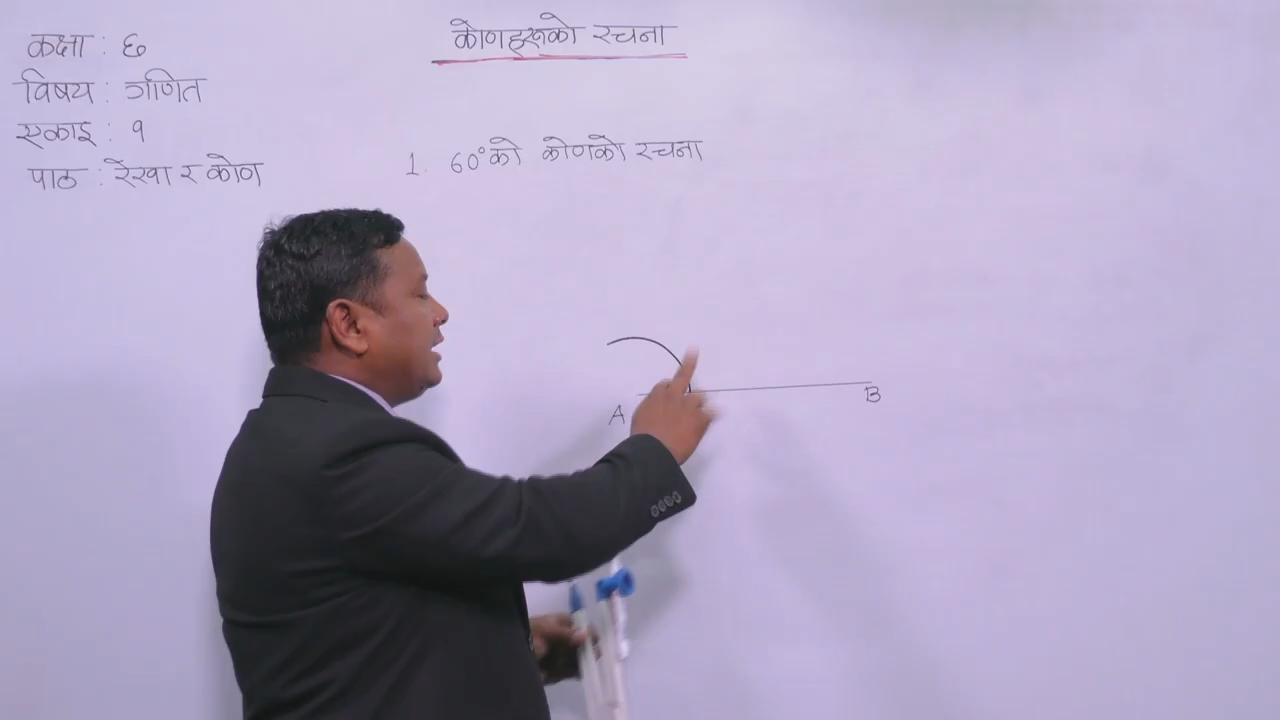 कोणहरूको रचना
कक्षा : ६
विषय : गणित
एकाइ : १
पाठ : रेखा र कोण
1. 60° को कोणको रचना
A
B